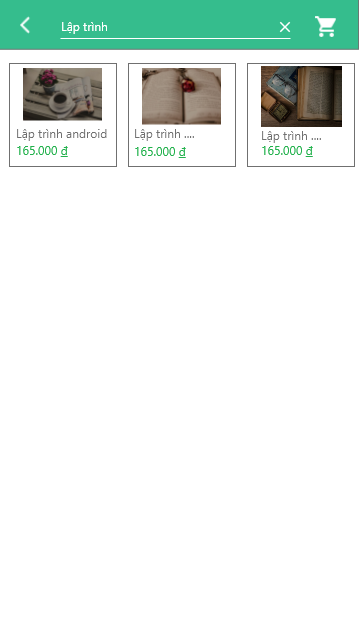 Lập trình
Lập trình android
165.000 ₫
Lập trình ....
165.000 ₫
Lập trình ....
165.000 ₫